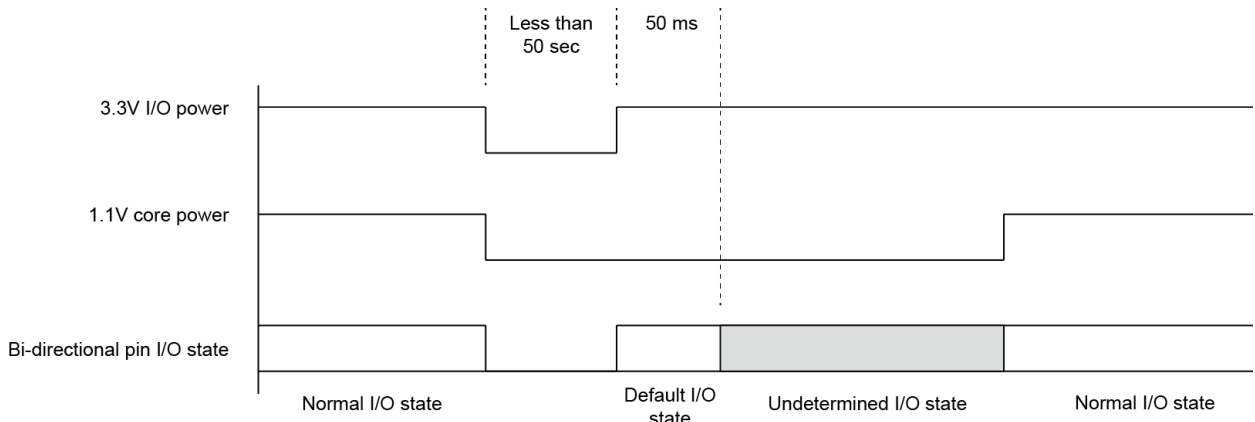 Less than
50 sec
50 ms
3.3V I/O power
1.1V core power
Bi-directional pin I/O state
Normal I/O state
Default I/O
state
Undetermined I/O state
Normal I/O state